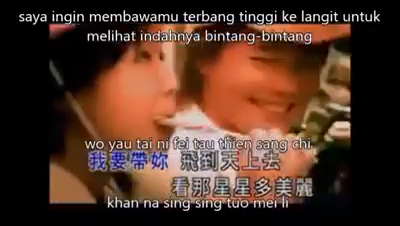 saya ingin membawamu terbang tinggi ke langit untuk
melihat indahnya bintang-bintang
wo yau tai ni fei tau thien sang chi
我要帶妳 飛到天上去
看那星星多美麗
khan na sing sing tuo mei li